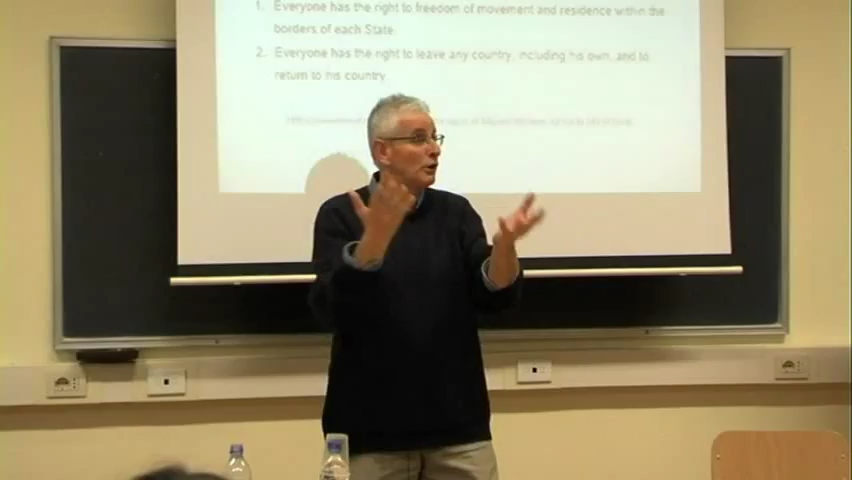 1. Everyone has the right to freedom of movement and residence within the
borders of each State.
2. Everyone has the right to leave any country, including his own, and to
return to his country